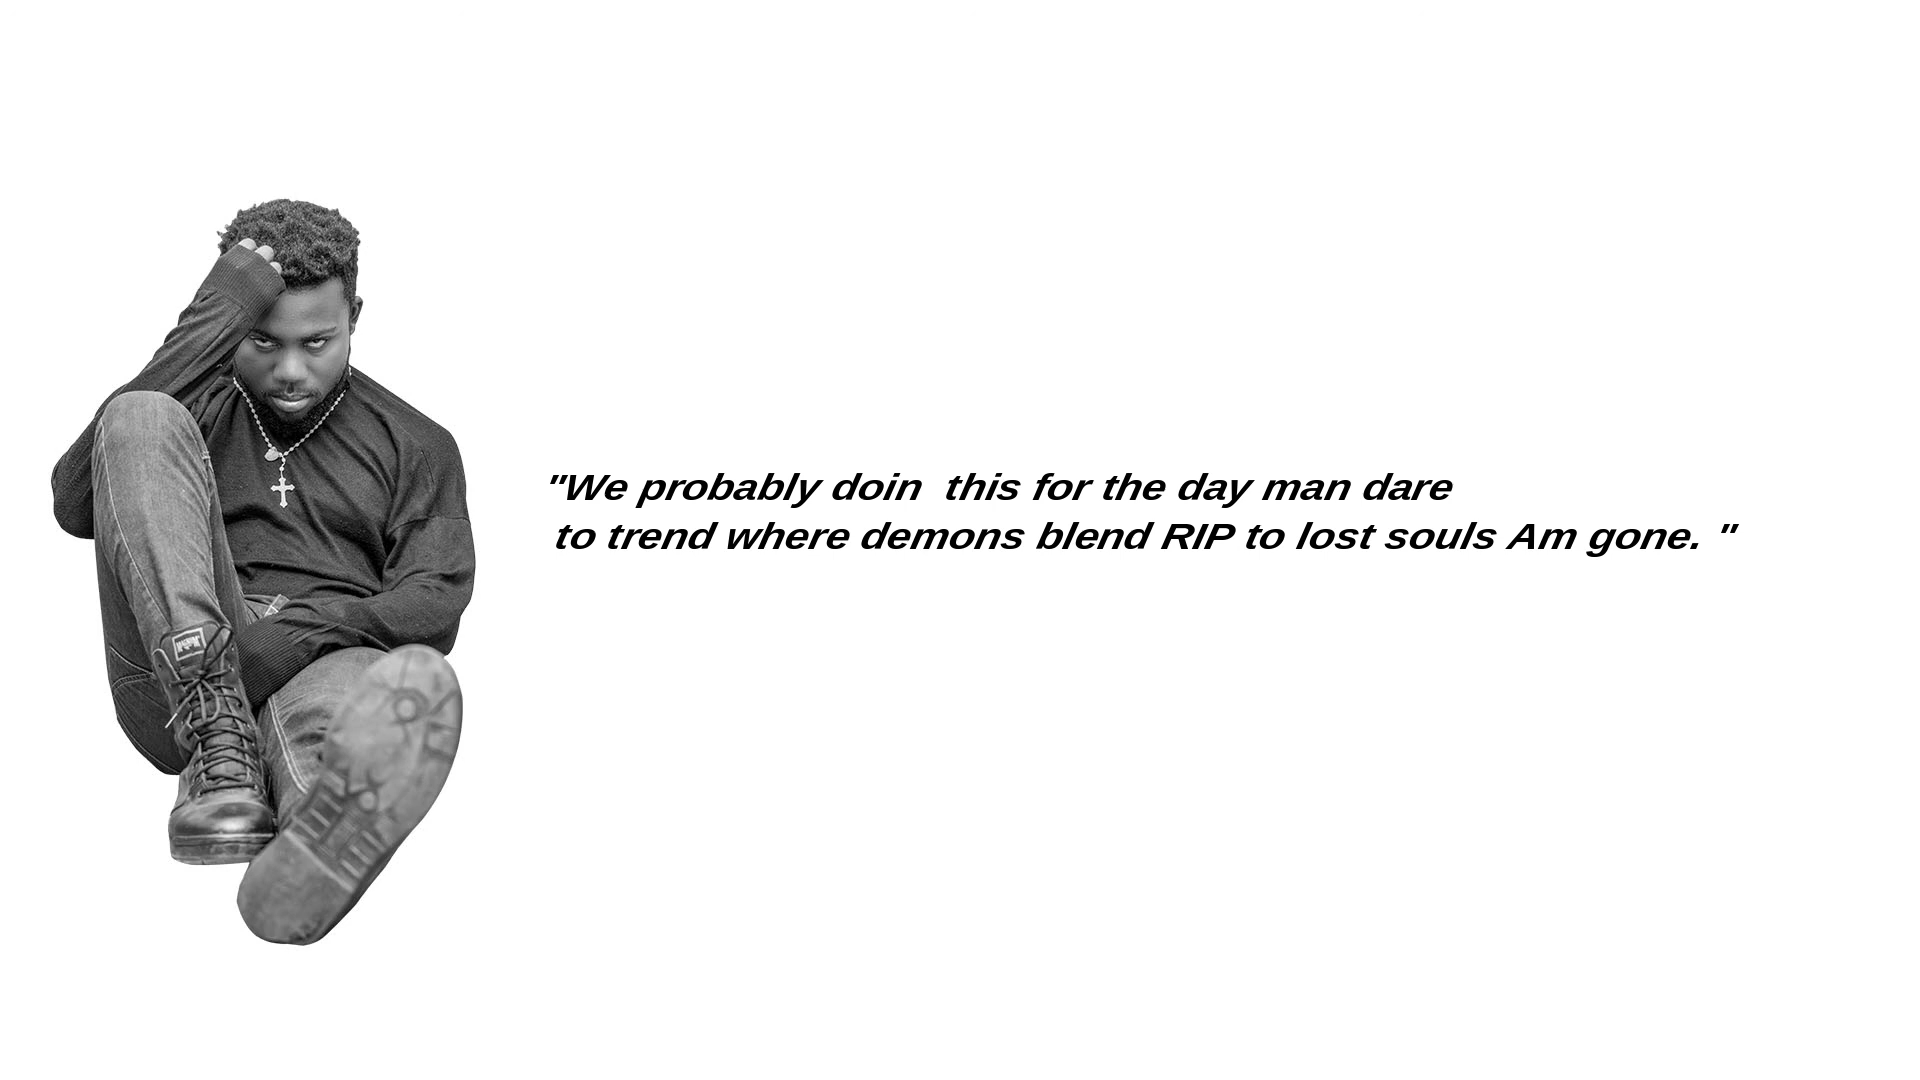 "We probably doin  this for the day man dare
to trend where demons blend RIP to lost souls Am gone. "